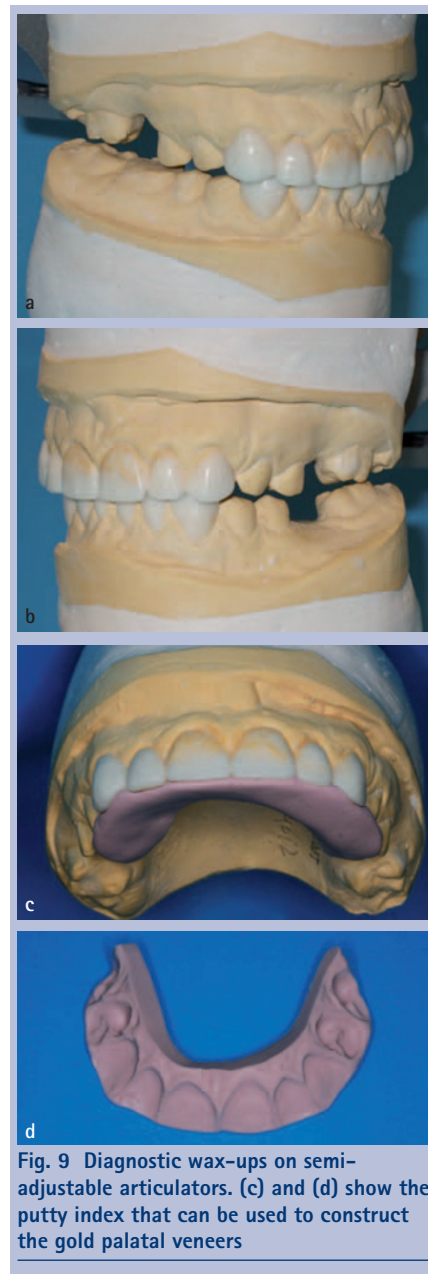 a
b
c
d
Fig. 9 Diagnostic wax-ups on semi-
adjustable articulators. (c) and (d) show the
putty index that can be used to construct
the gold palatal veneers